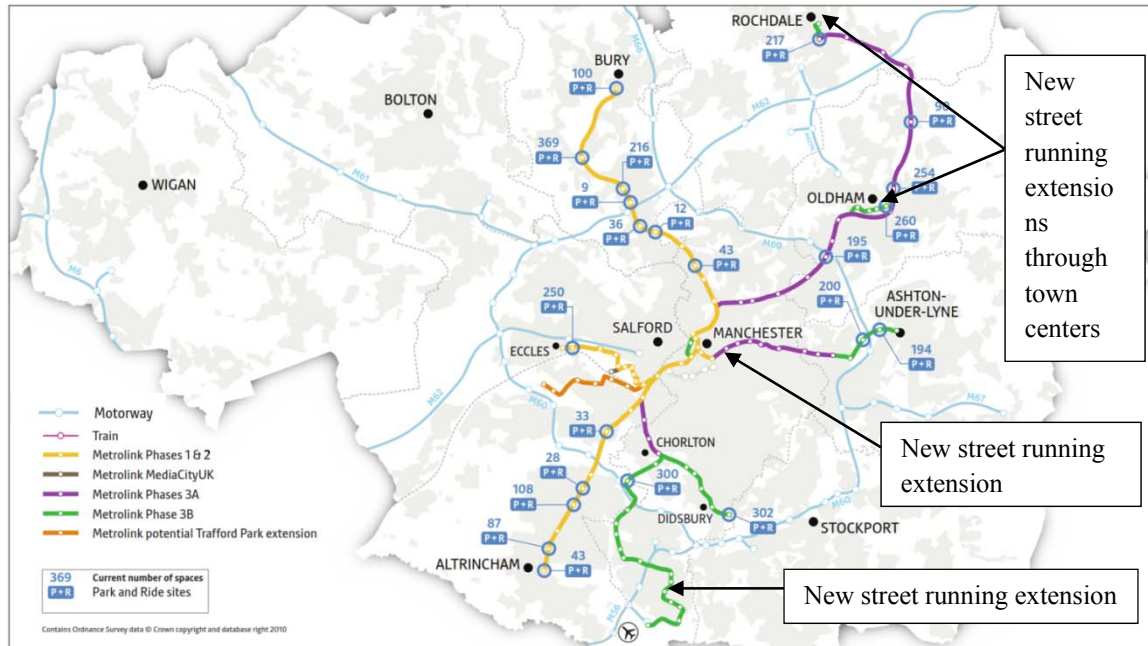 ROCHDALE
217
P+R
New
street
running
extensio
ns
through
town
centers
M66
BURY
100
P+R
BOLTON
M62
90
P+R
369
P+R
216
P+R
M61
WIGAN
9
P+R
254
P+R
OLDHAM
12
P+R
36
P+R
260
P+R
M60
195
P+R
43
P+R
M6
200
P+R
ASHTON-
UNDER-LYNE
250
P+R
SALFORD
MANCHESTER
ECCLES
194
P+R
M62
M60
M67
Motorway
Train
Metrolink Phases 1 & 2
Metrolink MediaCityUK
Metrolink Phases 3A
Metrolink Phase 3B
Metrolink potential Trafford Park extension
33
P+R
CHORLTON
New street running
extension
28
P+R
300
P+R
108
P+R
M60
DIDSBURY
302
P+R
STOCKPORT
87
P+R
ALTRINCHAM
43
P+R
New street running extension
M56
369
P+R
Current number of spaces
Park and Ride sites
Contains Ordnance Survey data © Crown copyright and database right 2010